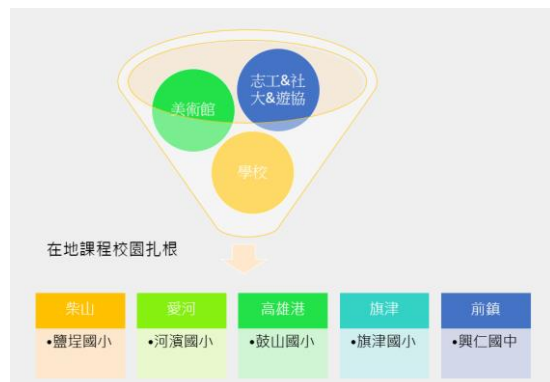 志工&社
大&遊協
美術館
學校
在地課程校園扎根
柴山
•鹽埕國小
愛河
•河濱國小
高雄港
•鼓山國小
旗津
•旗津國小
前鎮
•興仁國中